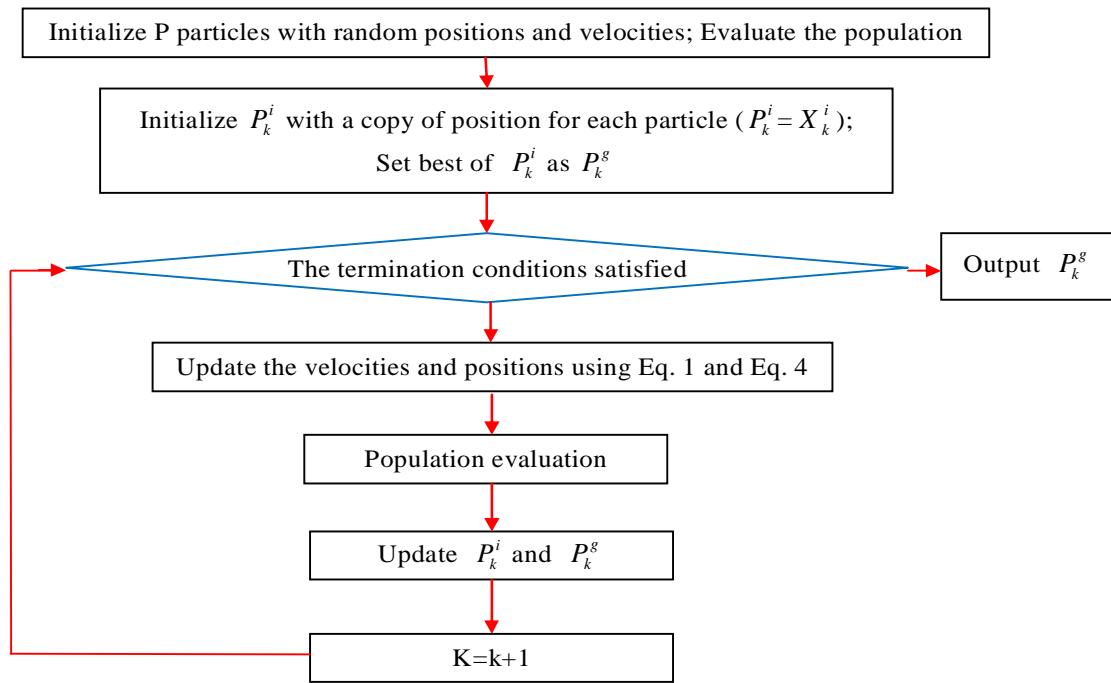 Initialize P particles with random positions and velocities; Evaluate the population
Initialize $P_k^i$ with a copy of position for each particle ( $P_k^i = X_k^i$ );
Set best of $P_k^i$ as $P_k^g$
The termination conditions satisfied
Output $P_k^g$
Update the velocities and positions using Eq. 1 and Eq. 4
Population evaluation
Update $P_k^i$ and $P_k^g$
K=k+1